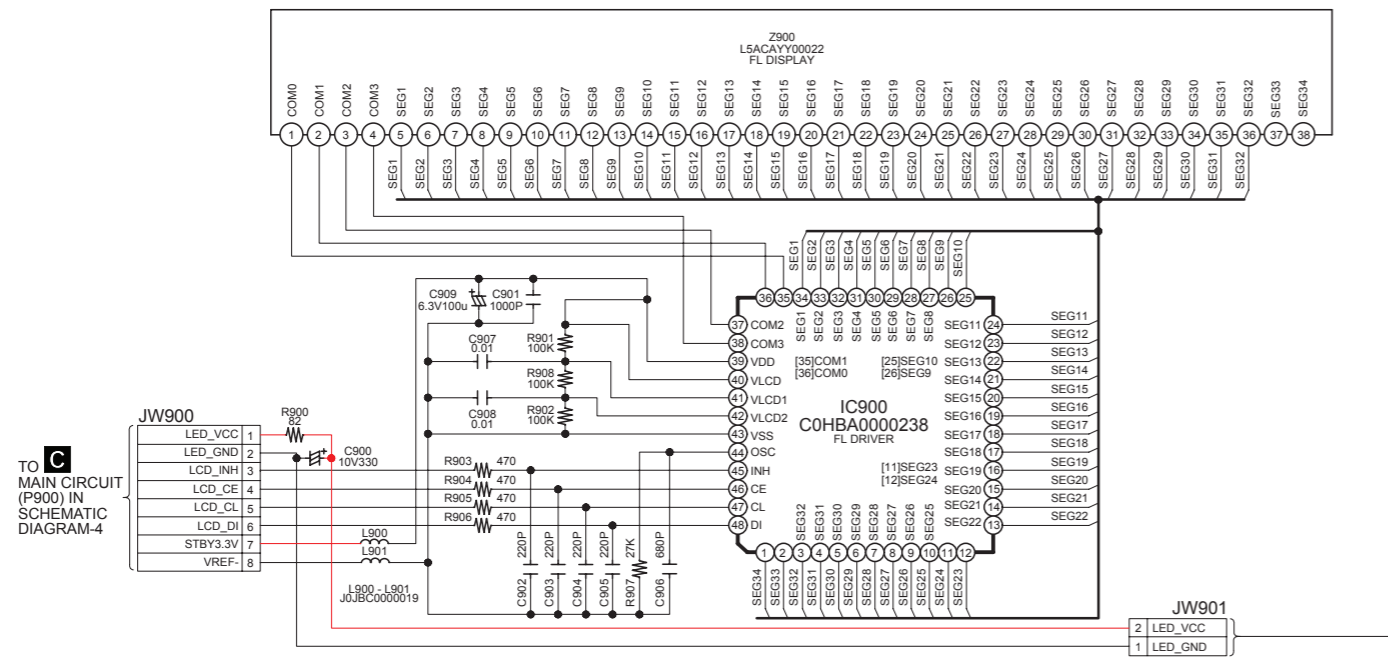 Z900
L5ACAYY00022
FL DISPLAY
COM0 COM1 COM2 COM3 SEG1 SEG2 SEG3 SEG4 SEG5 SEG6 SEG7 SEG8 SEG9 SEG10 SEG11 SEG12 SEG13 SEG14 SEG15 SEG16 SEG17 SEG18 SEG19 SEG20 SEG21 SEG22 SEG23 SEG24 SEG25 SEG26 SEG27 SEG28 SEG29 SEG30 SEG31 SEG32 SEG33 SEG34
1 2 3 4 5 6 7 8 9 10 11 12 13 14 15 16 17 18 19 20 21 22 23 24 25 26 27 28 29 30 31 32 33 34 35 36 37 38
SEG1 SEG2 SEG3 SEG4 SEG5 SEG6 SEG7 SEG8 SEG9 SEG10 SEG11 SEG12 SEG13 SEG14 SEG15 SEG16 SEG17 SEG18 SEG19 SEG20 SEG21 SEG22 SEG23 SEG24 SEG25 SEG26 SEG27 SEG28 SEG29 SEG30 SEG31 SEG32
SEG1 SEG2 SEG3 SEG4 SEG5 SEG6 SEG7 SEG8 SEG9 SEG10
36 35 34 33 32 31 30 29 28 27 26 25
SEG1 SEG2 SEG3 SEG4 SEG5 SEG6 SEG7 SEG8
C909
6.3V100u
+
C901
1000P
C907
0.01
R901
100K
R908
100K
C908
0.01
R902
100K
37 COM2
38 COM3
39 VDD
40 VLCD
41 VLCD1
42 VLCD2
43 VSS
44 OSC
45 INH
46 CE
47 CL
48 DI
[35]COM1
[36]COM0
[25]SEG10
[26]SEG9
IC900
C0HBA0000238
FL DRIVER
[11]SEG23
[12]SEG24
SEG11 24 SEG11
SEG12 23 SEG12
SEG13 22 SEG13
SEG14 21 SEG14
SEG15 20 SEG15
SEG16 19 SEG16
SEG17 18 SEG17
SEG18 17 SEG18
SEG19 16 SEG19
SEG20 15 SEG20
SEG21 14 SEG21
SEG22 13 SEG22
SEG32 SEG31 SEG30 SEG29 SEG28 SEG27 SEG26 SEG25
1 2 3 4 5 6 7 8 9 10 11 12
SEG34 SEG33 SEG32 SEG31 SEG30 SEG29 SEG28 SEG27 SEG26 SEG25 SEG24 SEG23
TO C
MAIN CIRCUIT
(P900) IN
SCHEMATIC
DIAGRAM-4
JW900
LED_VCC 1
LED_GND 2
LCD_INH 3
LCD_CE 4
LCD_CL 5
LCD_DI 6
STBY3.3V 7
VREF- 8
R900
82
+
C900
10V330
R903 470
R904 470
R905 470
R906 470
L900
L901
L900 - L901
J0JBC0000019
C902 220P
C903 220P
C904 220P
C905 220P
R907 27K
C906 680P
JW901
2 LED_VCC
1 LED_GND